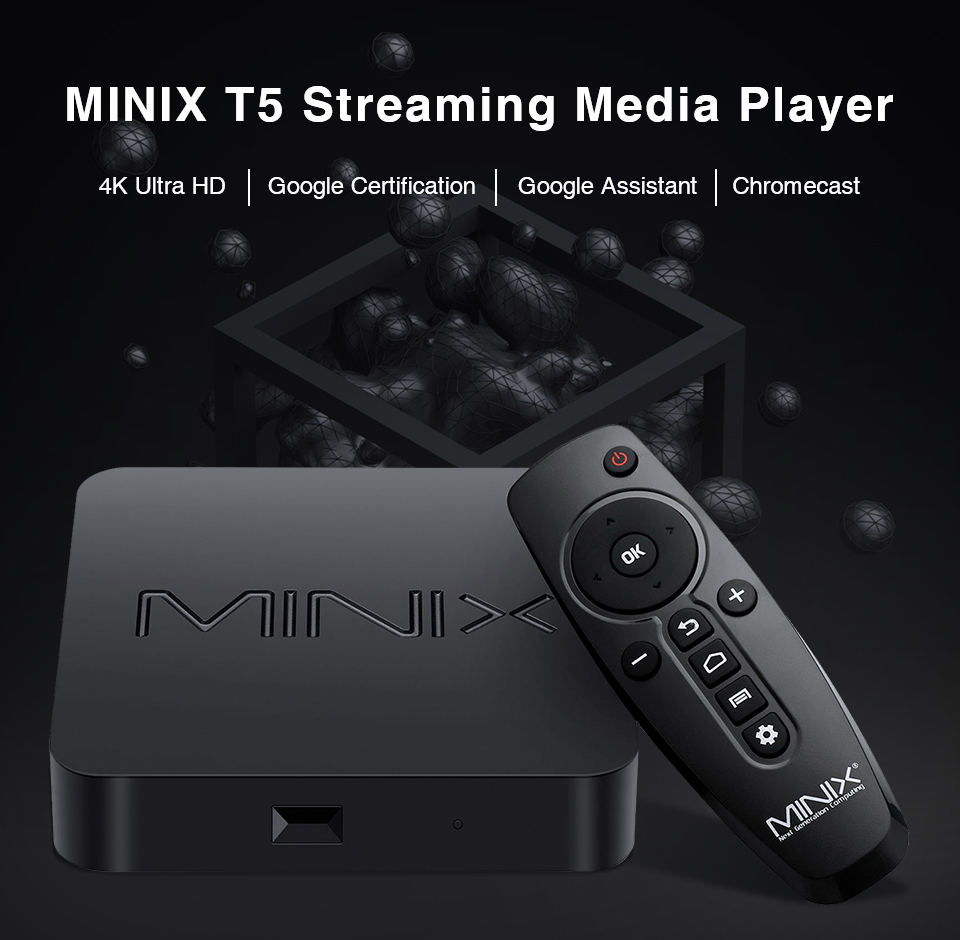 MINIX T5 Streaming Media Player
4K Ultra HD | Google Certification | Google Assistant | Chromecast
MINIX
OK
MINIX®
Next Generation Computing